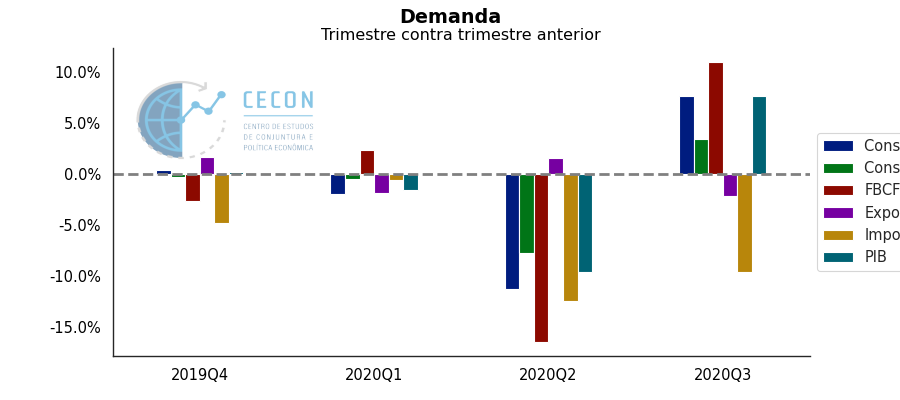 Demanda
Trimestre contra trimestre anterior
10.0%
5.0%
0.0%
-5.0%
-10.0%
-15.0%
CECON
CENTRO DE ESTUDOS
DE CONJUNTURA E
POLÍTICA ECONÔMICA
Cons
Cons
FBCF
Expo
Impo
PIB
2019Q4
2020Q1
2020Q2
2020Q3